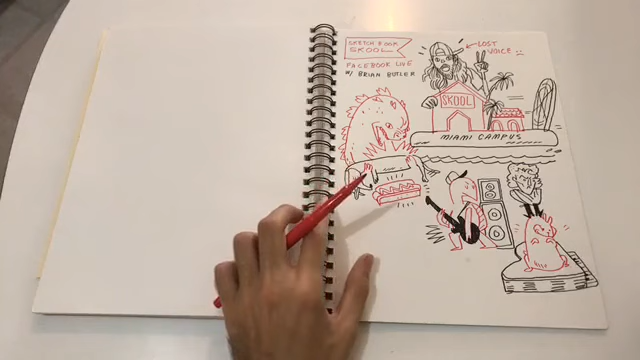 SKETCH BOOK
SKOOL
FACEBOOK LIVE
W/ BRIAN BUTLER
LOST
VOICE
SKOOL
MIAMI CAMPUS